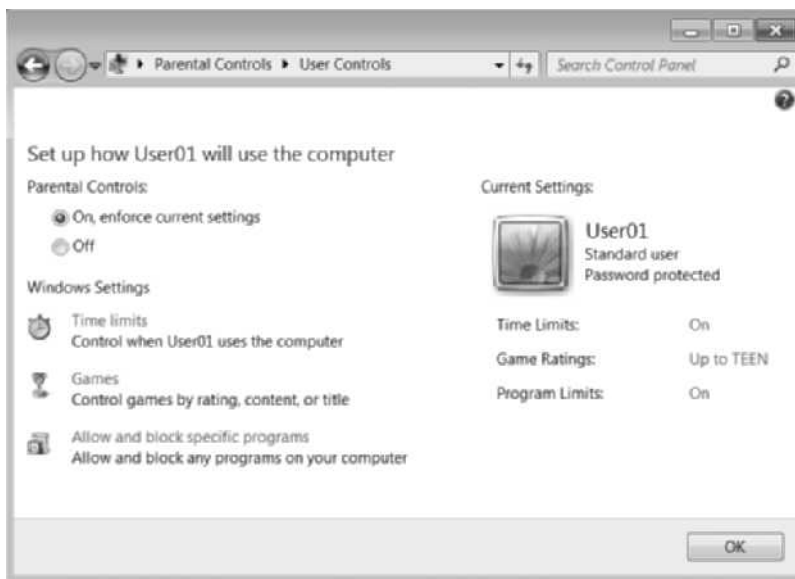 Parental Controls User Controls
Search Control Panel
Set up how User01 will use the computer
Parental Controls:
On, enforce current settings
Off
Windows Settings
Time limits
Control when User01 uses the computer
Games
Control games by rating, content, or title
Allow and block specific programs
Allow and block any programs on your computer
Current Settings:
User01
Standard user
Password protected
Time Limits: On
Game Ratings: Up to TEEN
Program Limits: On
OK